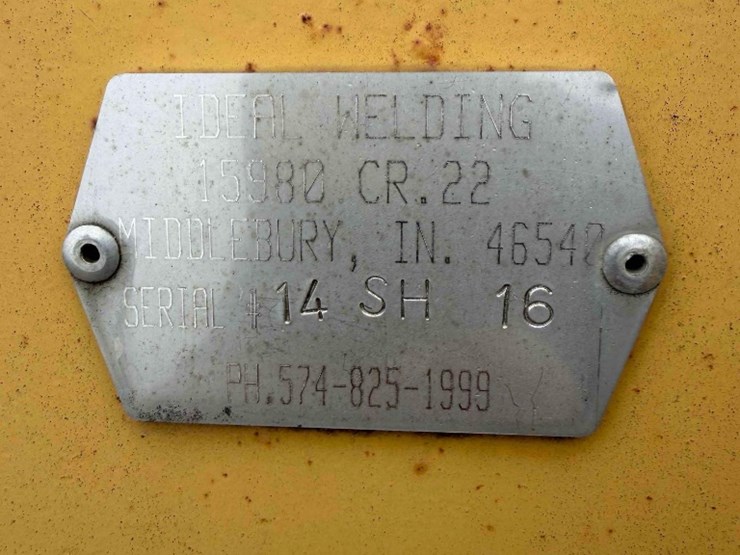 IDEAL WELDING
15980 CR.22
MIDDLEBURY, IN. 46540
SERIAL # 14 SH 16
PH.574-825-1999